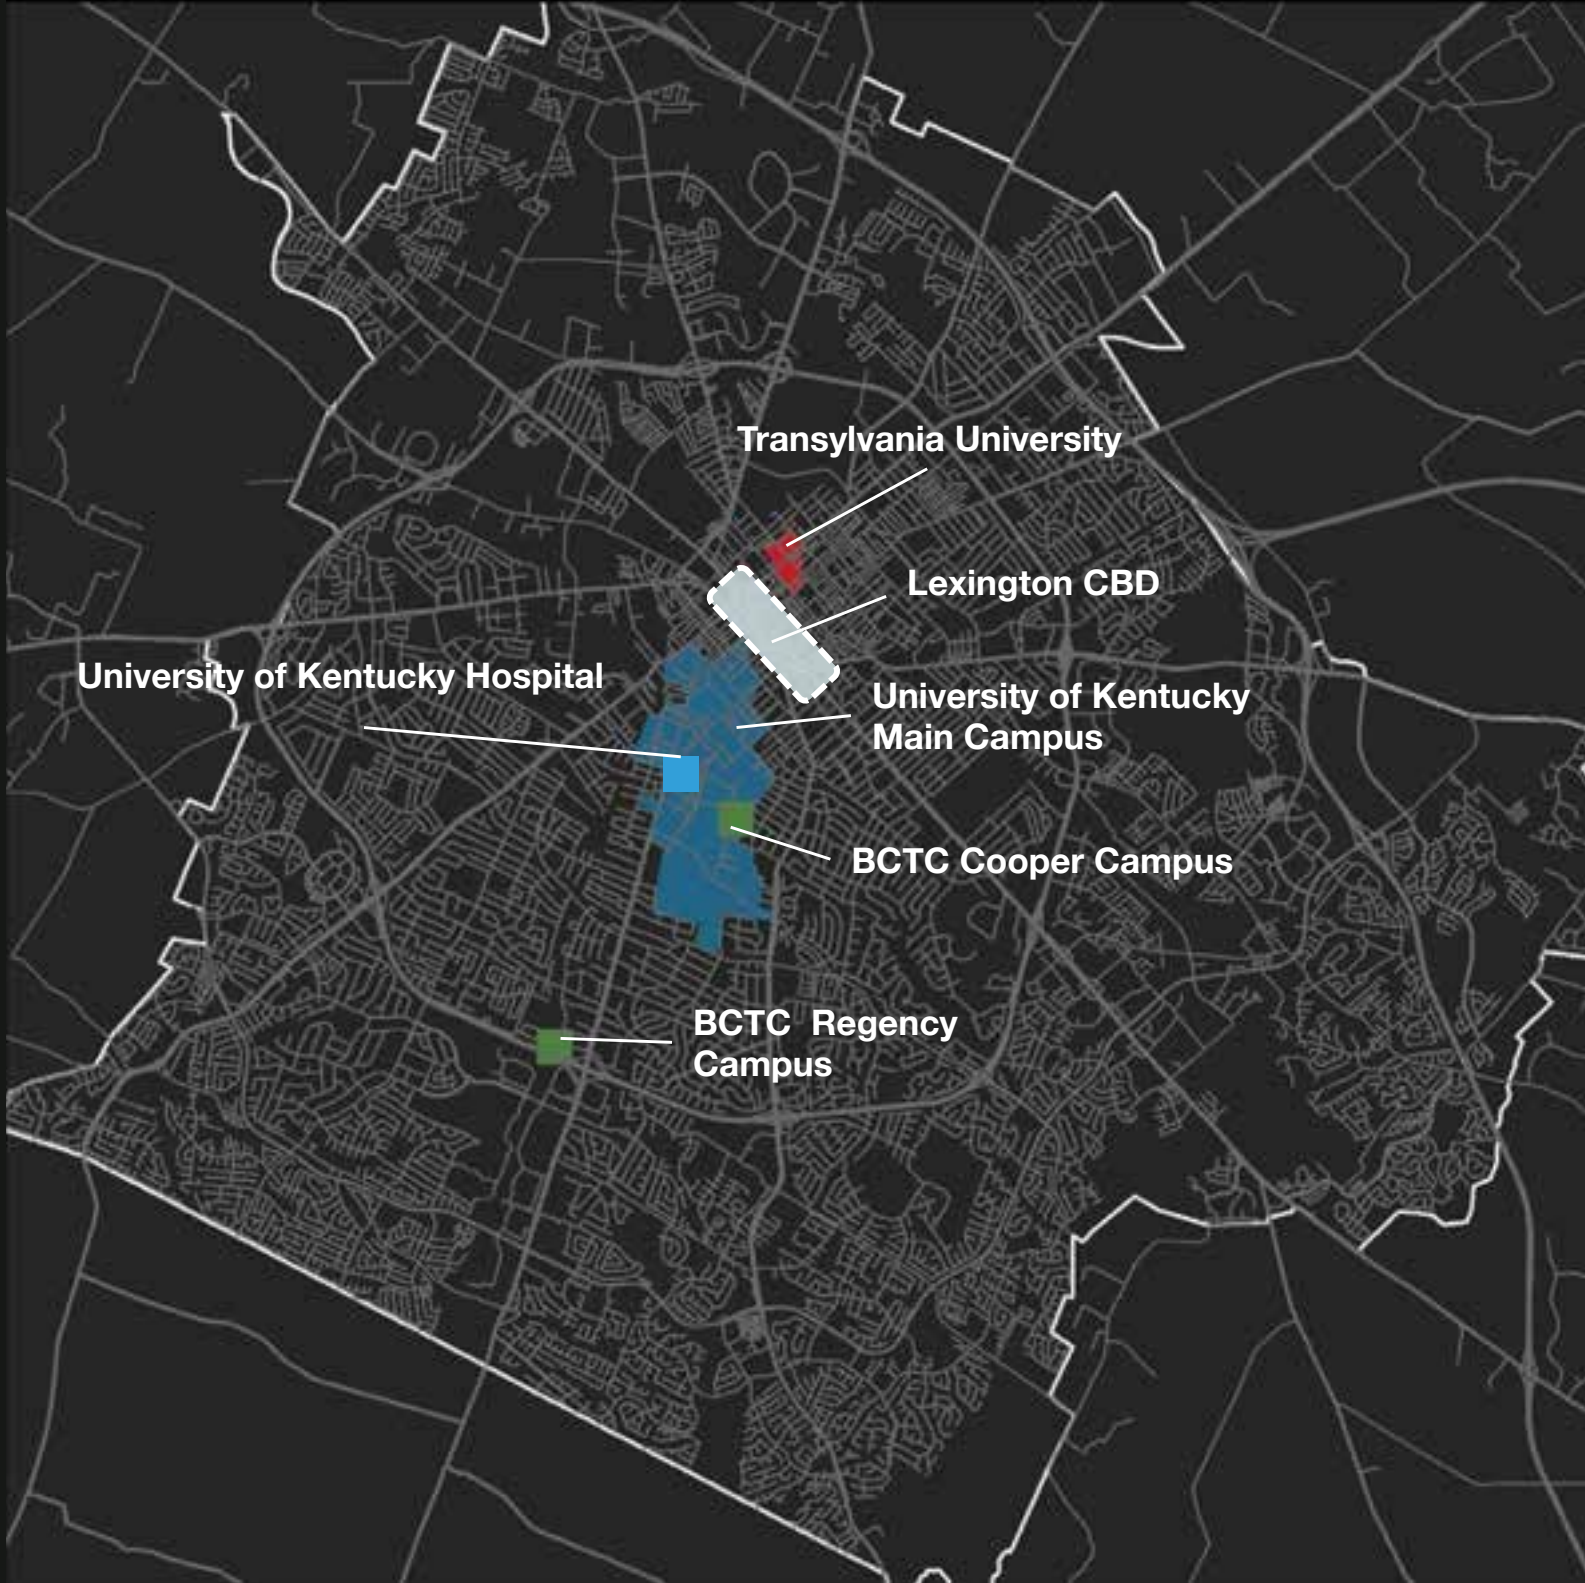 Transylvania University
Lexington CBD
University of Kentucky Hospital
University of Kentucky
Main Campus
BCTC Cooper Campus
BCTC  Regency
Campus